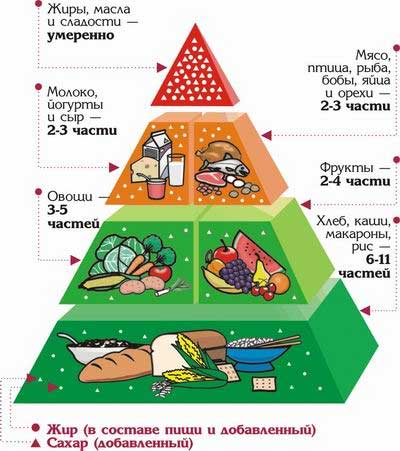 Жиры, масла
и сладости —
умеренно
Мясо,
птица, рыба,
бобы, яйца
и орехи —
2-3 части
Молоко,
йогурты
и сыр —
2-3 части
Фрукты —
2-4 части
Овощи —
3-5
частей
Хлеб, каши,
макароны,
рис —
6-11
частей
Жир (в составе пищи и добавленный)
Сахар (добавленный)